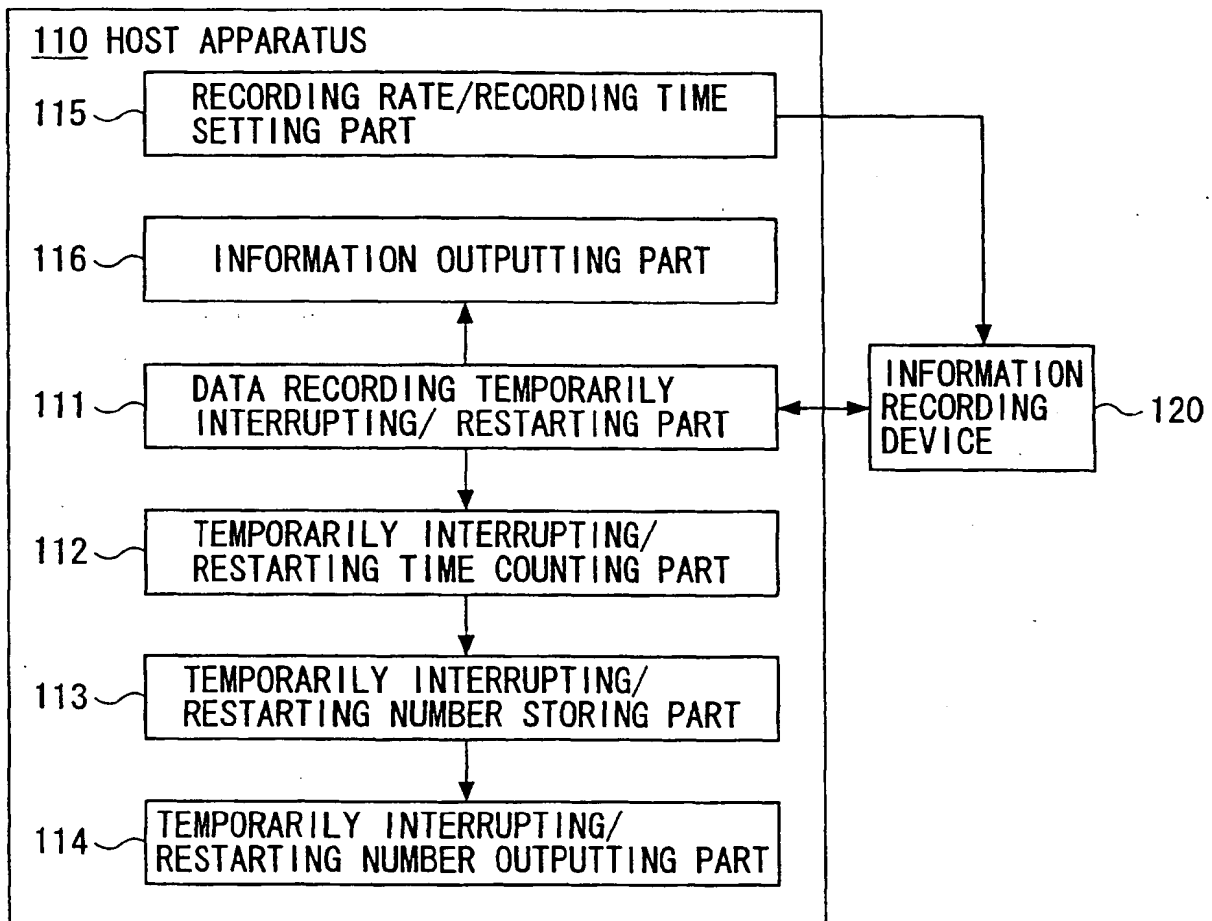 110 HOST APPARATUS
115
RECORDING RATE/RECORDING TIME
SETTING PART
116
INFORMATION OUTPUTTING PART
111
DATA RECORDING TEMPORARILY
INTERRUPTING/ RESTARTING PART
INFORMATION
RECORDING
DEVICE
120
112
TEMPORARILY INTERRUPTING/
RESTARTING TIME COUNTING PART
113
TEMPORARILY INTERRUPTING/
RESTARTING NUMBER STORING PART
114
TEMPORARILY INTERRUPTING/
RESTARTING NUMBER OUTPUTTING PART